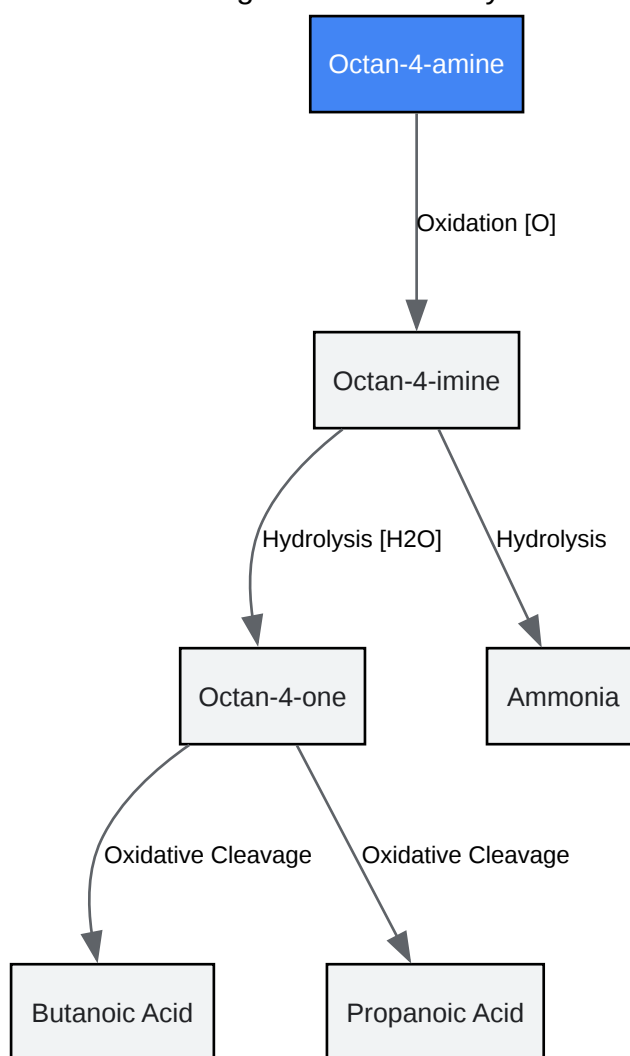 Octan-4-amine
Oxidation [O]
Octan-4-imine
Hydrolysis [H2O]
Hydrolysis
Octan-4-one
Ammonia
Oxidative Cleavage
Oxidative Cleavage
Butanoic Acid
Propanoic Acid